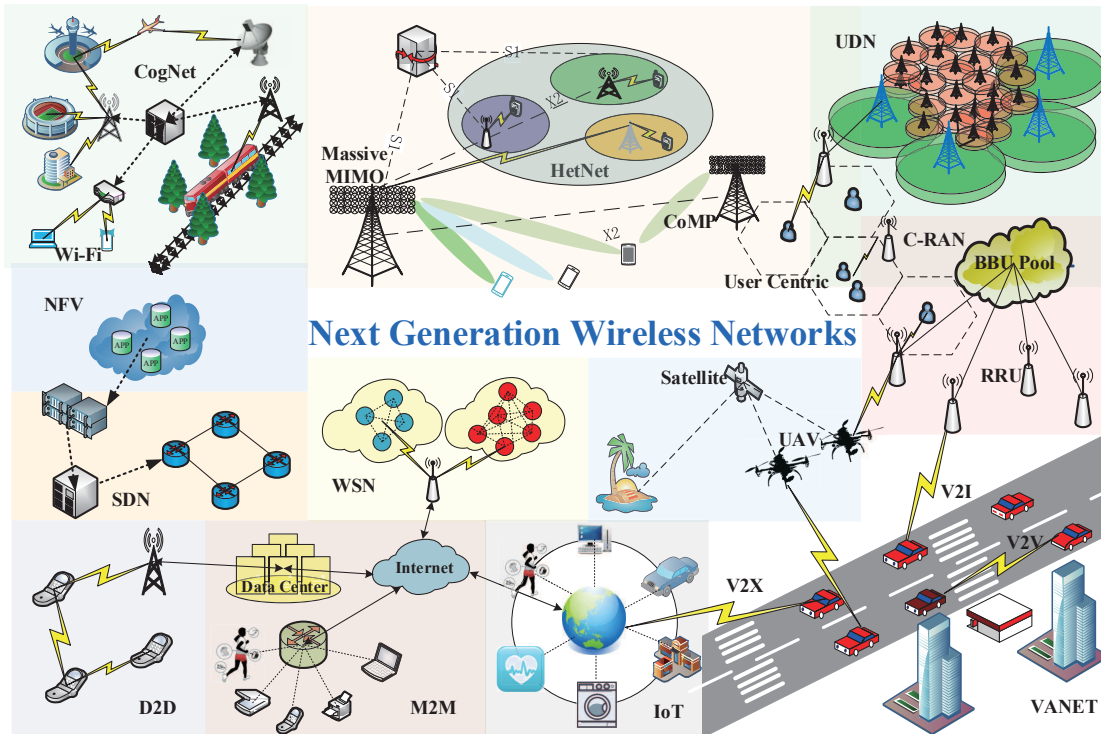 CogNet
Wi-Fi
S1
S1
S1
X2
HetNet
Massive
MIMO
X2
CoMP
UDN
C-RAN
User Centric
BBU Pool
RRU
NFV
APP
APP
APP
APP
Next Generation Wireless Networks
SDN
WSN
Satellite
UAV
V2I
V2V
V2X
VANET
D2D
Data Center
Internet
M2M
IoT